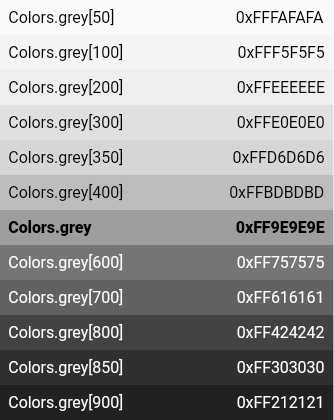 Colors.grey[50] 0xFFFAFAFA
Colors.grey[100] 0xFFF5F5F5
Colors.grey[200] 0xFFEEEEEE
Colors.grey[300] 0xFFE0E0E0
Colors.grey[350] 0xFFD6D6D6
Colors.grey[400] 0xFFBDBDBD
Colors.grey 0xFF9E9E9E
Colors.grey[600] 0xFF757575
Colors.grey[700] 0xFF616161
Colors.grey[800] 0xFF424242
Colors.grey[850] 0xFF303030
Colors.grey[900] 0xFF212121